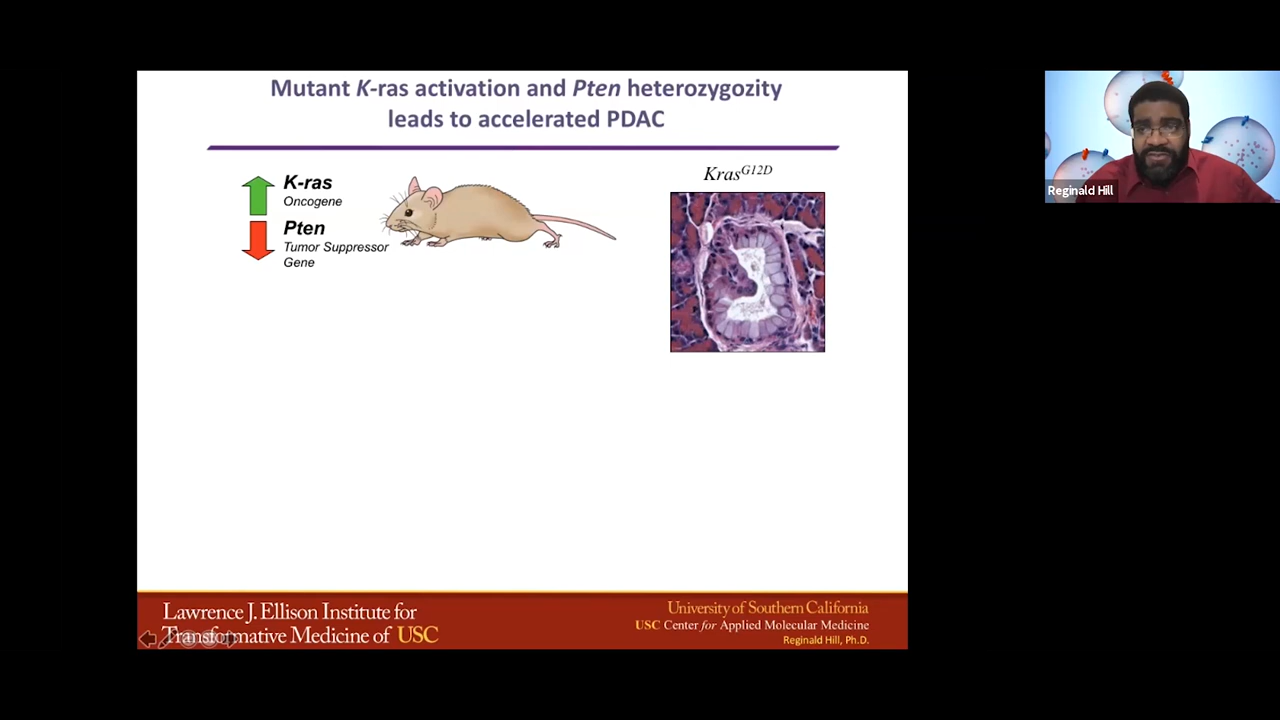 Mutant K-ras activation and Pten heterozygozity
leads to accelerated PDAC
K-ras
Oncogene
Pten
Tumor Suppressor
Gene
KrasG12D
Reginald Hill
Lawrence J. Ellison Institute for
Transformative Medicine of USC
University of Southern California
USC Center for Applied Molecular Medicine
Reginald Hill, Ph.D.